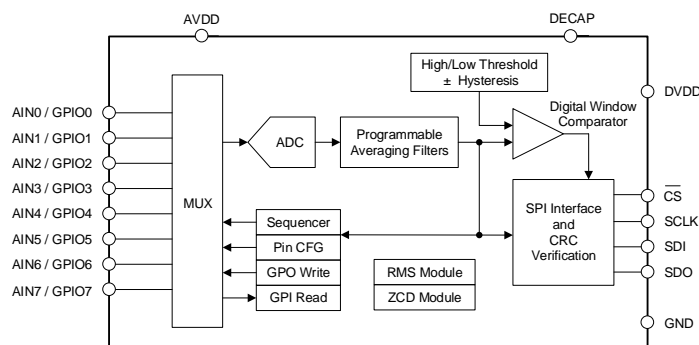 AVDD
DECAP
High/Low Threshold
± Hysteresis
DVDD
AIN0 / GPIO0
AIN1 / GPIO1
AIN2 / GPIO2
AIN3 / GPIO3
AIN4 / GPIO4
AIN5 / GPIO5
AIN6 / GPIO6
AIN7 / GPIO7
MUX
ADC
Programmable
Averaging Filters
Digital Window
Comparator
Sequencer
Pin CFG
GPO Write
GPI Read
RMS Module
ZCD Module
SPI Interface
and
CRC
Verification
CS
SCLK
SDI
SDO
GND